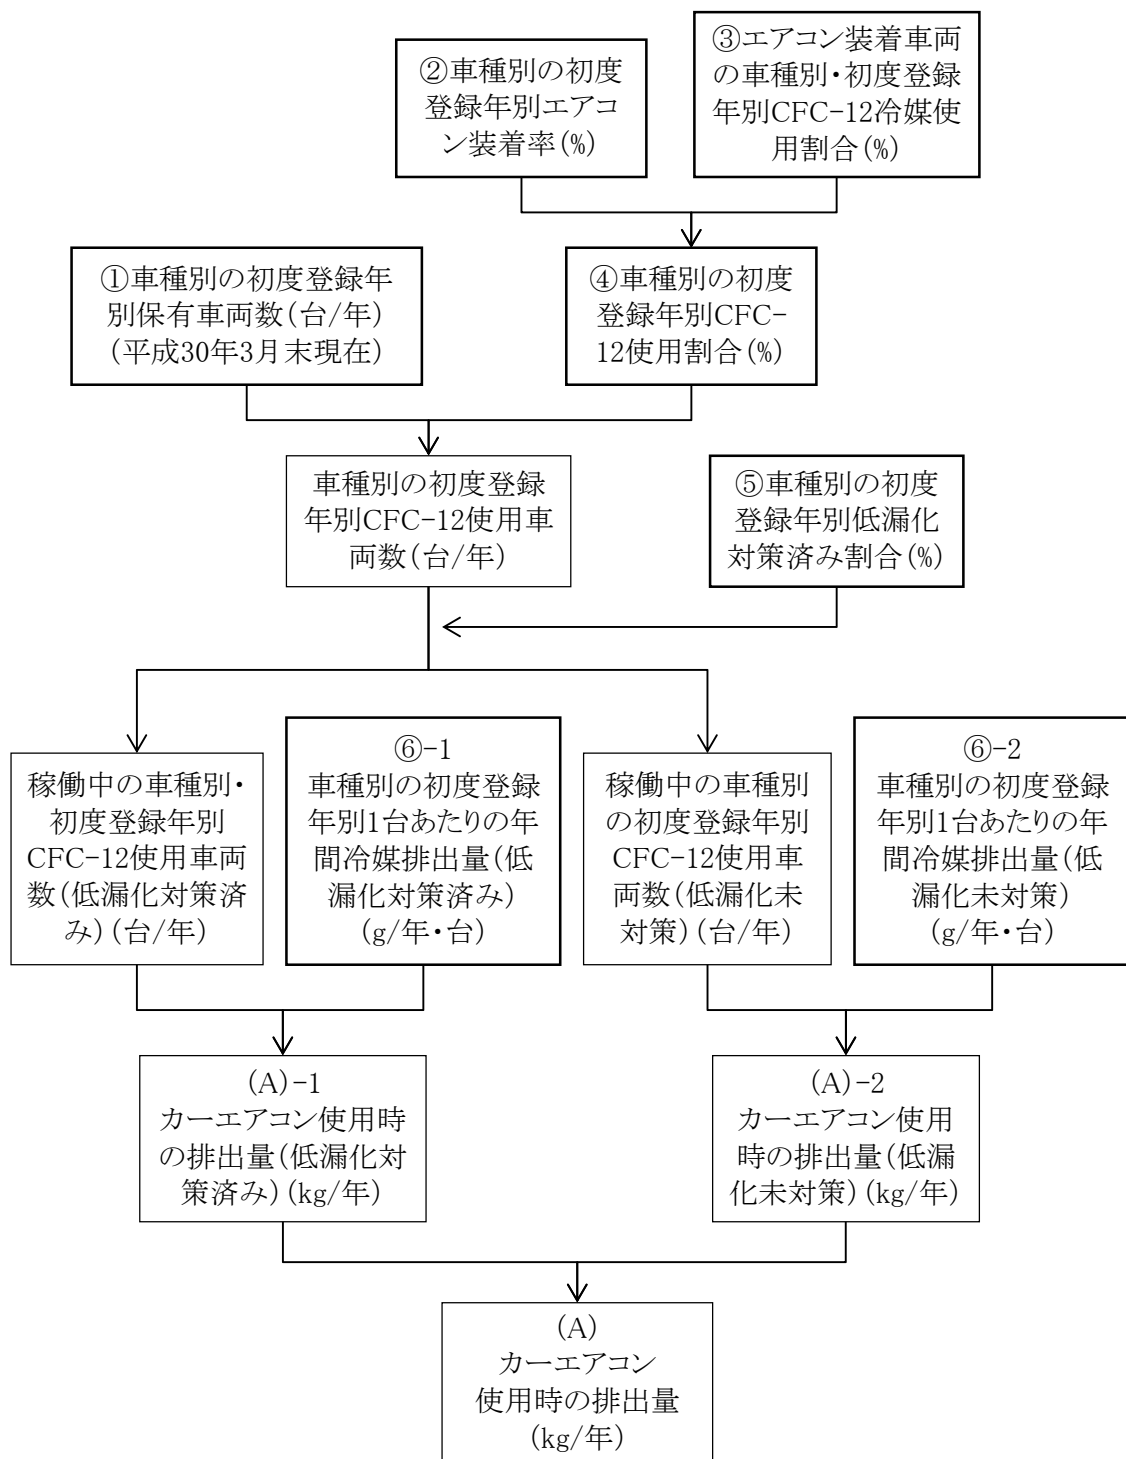 ②車種別の初度
登録年別エアコ
ン装着率(%)
③エアコン装着車両
の車種別・初度登録
年別CFC-12冷媒使
用割合(%)
①車種別の初度登録年
別保有車両数(台/年)
(平成30年3月末現在)
④車種別の初度
登録年別CFC-
12使用割合(%)
車種別の初度登録
年別CFC-12使用車
両数(台/年)
⑤車種別の初度
登録年別低漏化
対策済み割合(%)
稼働中の車種別・
初度登録年別
CFC-12使用車両
数(低漏化対策済
み)(台/年)
⑥-1
車種別の初度登録
年別1台あたりの年
間冷媒排出量(低
漏化対策済み)
(g/年・台)
稼働中の車種別
の初度登録年別
CFC-12使用車
両数(低漏化未
対策)(台/年)
⑥-2
車種別の初度登録
年別1台あたりの年
間冷媒排出量(低
漏化未対策)
(g/年・台)
(A)-1
カーエアコン使用時
の排出量(低漏化対
策済み)(kg/年)
(A)-2
カーエアコン使用
時の排出量(低漏
化未対策)(kg/年)
(A)
カーエアコン
使用時の排出量
(kg/年)